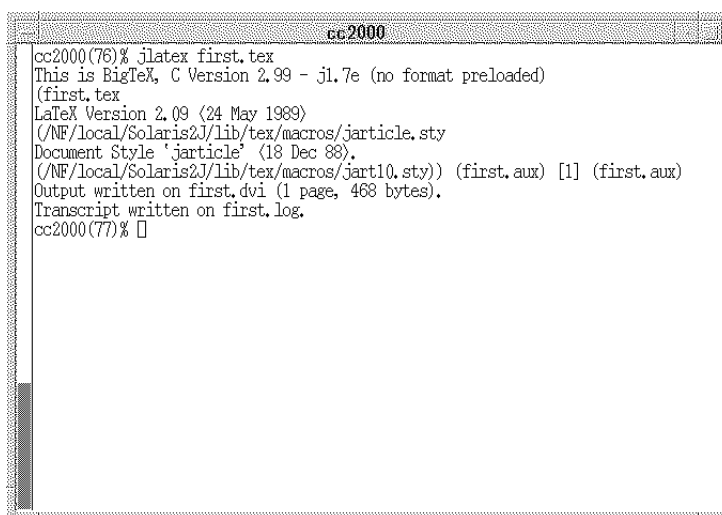 cc2000
cc2000(76)% jlatex first.tex
This is BigTeX, C Version 2.99 - j1.7e (no format preloaded)
(first.tex
LaTeX Version 2.09 <24 May 1989>
(/NF/local/Solaris2J/lib/tex/macros/jarticle.sty
Document Style 'jarticle' <18 Dec 88>.
(/NF/local/Solaris2J/lib/tex/macros/jart10.sty)) (first.aux) [1] (first.aux)
Output written on first.dvi (1 page, 468 bytes).
Transcript written on first.log.
cc2000(77)%